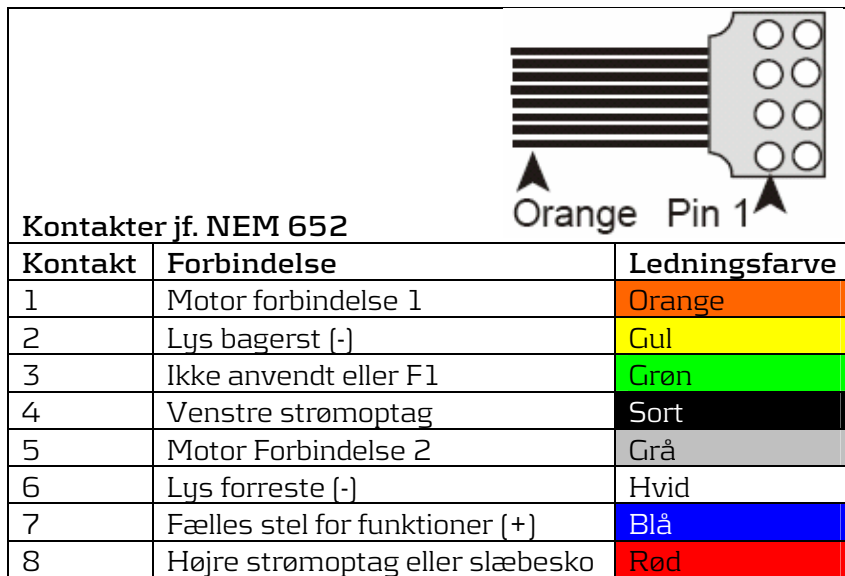 Orange Pin 1
Kontakter jf. NEM 652
Kontakt Forbindelse Ledningsfarve
1 Motor forbindelse 1 Orange
2 Lys bagerst (-) Gul
3 Ikke anvendt eller F1 Grøn
4 Venstre strømoptag Sort
5 Motor Forbindelse 2 Grå
6 Lys forreste (-) Hvid
7 Fælles stel for funktioner (+) Blå
8 Højre strømoptag eller slæbesko Rød